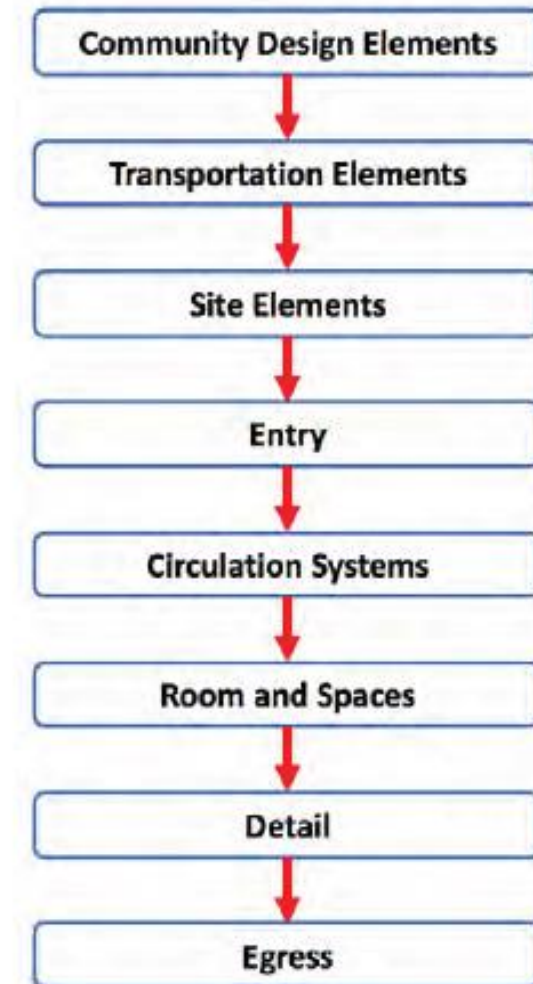 Community Design Elements
Transportation Elements
Site Elements
Entry
Circulation Systems
Room and Spaces
Detail
Egress